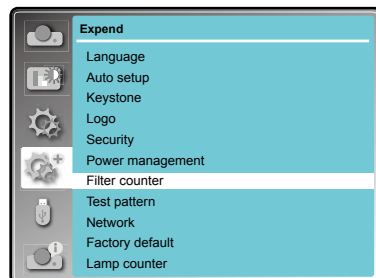 Expend
Language
Auto setup
Keystone
Logo
Security
Power management
Filter counter
Test pattern
Network
Factory default
Lamp counter